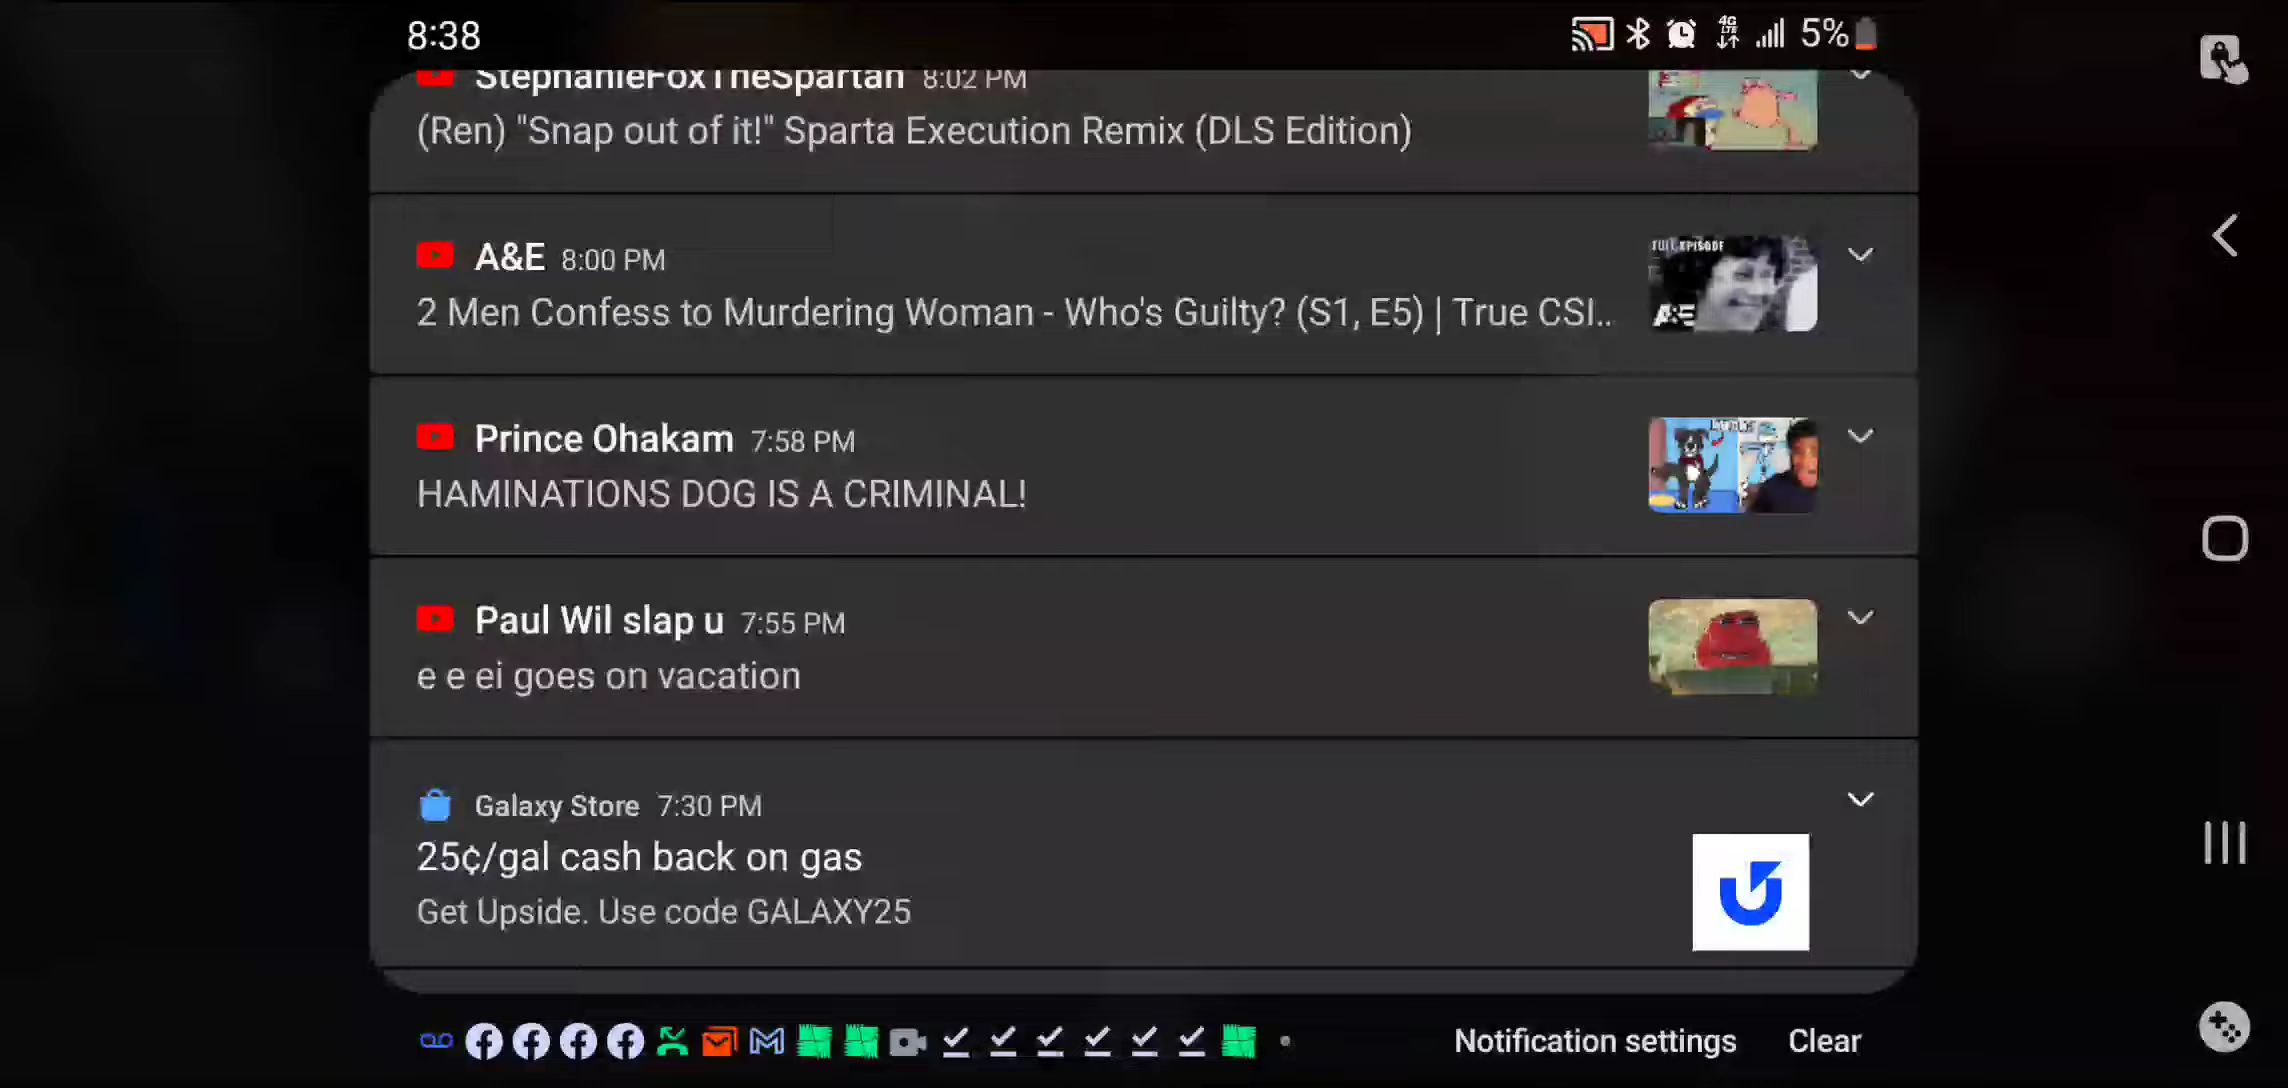 8:38
4G
LTE
5%
StephanieFoxTheSpartan 8:02 PM
(Ren) "Snap out of it!" Sparta Execution Remix (DLS Edition)
A&E 8:00 PM
2 Men Confess to Murdering Woman - Who's Guilty? (S1, E5) | True CSI..
FULL EPISODE
A&E
Prince Ohakam 7:58 PM
HAMINATIONS DOG IS A CRIMINAL!
Paul Wil slap u 7:55 PM
e e ei goes on vacation
Galaxy Store 7:30 PM
25¢/gal cash back on gas
Get Upside. Use code GALAXY25
Notification settings
Clear